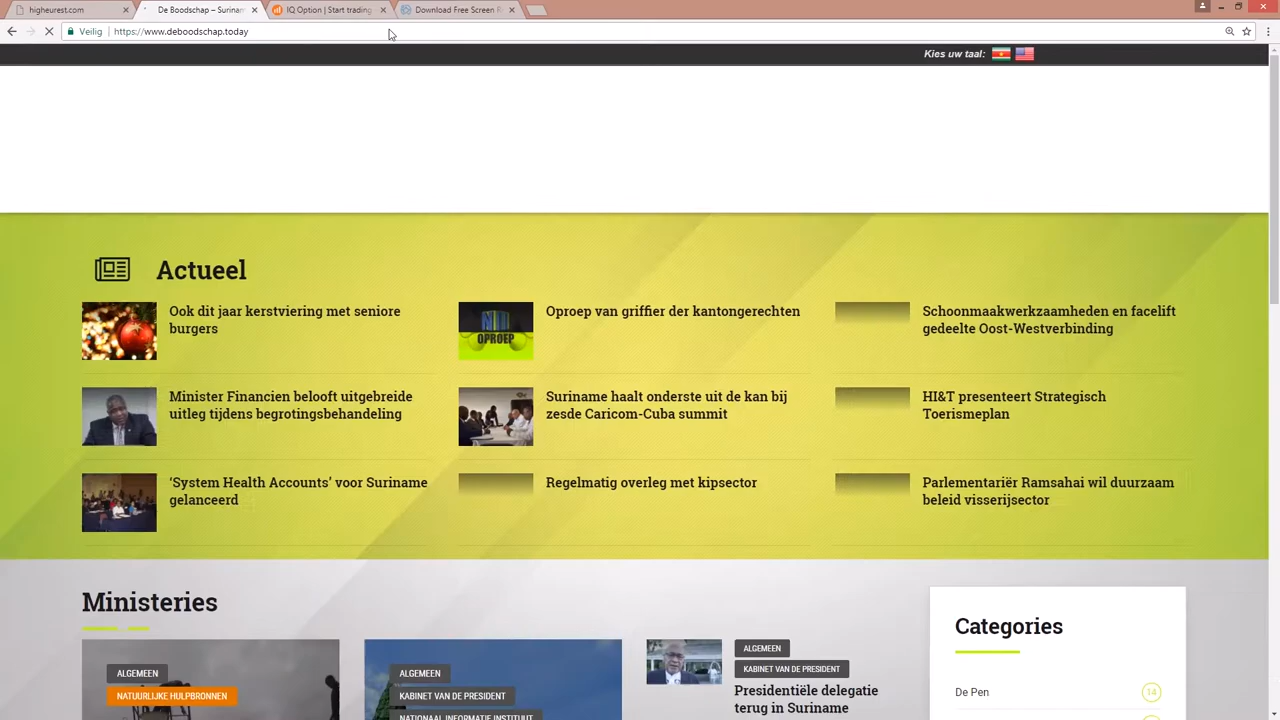 higheurest.com
De Boodschap – Surinam
IQ Option | Start trading
Download Free Screen R
Veilig
https://www.deboodschap.today
Kies uw taal:
Actueel
Ook dit jaar kerstviering met seniore
burgers
Oproep van griffier der kantongerechten
Schoonmaakwerkzaamheden en facelift
gedeelte Oost-Westverbinding
OPROEP
Minister Financien belooft uitgebreide
uitleg tijdens begrotingsbehandeling
Suriname haalt onderste uit de kan bij
zesde Caricom-Cuba summit
HI&T presenteert Strategisch
Toerismeplan
‘System Health Accounts’ voor Suriname
gelanceerd
Regelmatig overleg met kipsector
Parlementariër Ramsahai wil duurzaam
beleid visserijsector
Ministeries
Categories
ALGEMEEN
NATUURLIJKE HULPBRONNEN
ALGEMEEN
KABINET VAN DE PRESIDENT
NATIONAAL INFORMATIE INSTITUUT
ALGEMEEN
KABINET VAN DE PRESIDENT
Presidentiële delegatie
terug in Suriname
De Pen
14